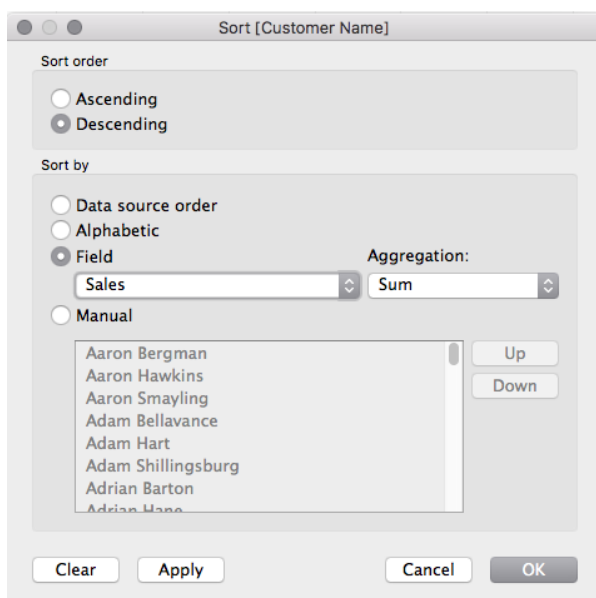 Sort [Customer Name]
Sort order
Ascending
Descending
Sort by
Data source order
Alphabetic
Field
Aggregation:
Sales
Sum
Manual
Aaron Bergman
Up
Aaron Hawkins
Down
Aaron Smayling
Adam Bellavance
Adam Hart
Adam Shillingsburg
Adrian Barton
Adrian Hane
Clear
Apply
Cancel
OK